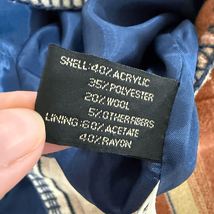 SHELL: 40% ACRYLIC
35% POLYESTER
20% WOOL
5% OTHER FIBERS
LINING: 60% ACETATE
40% RAYON